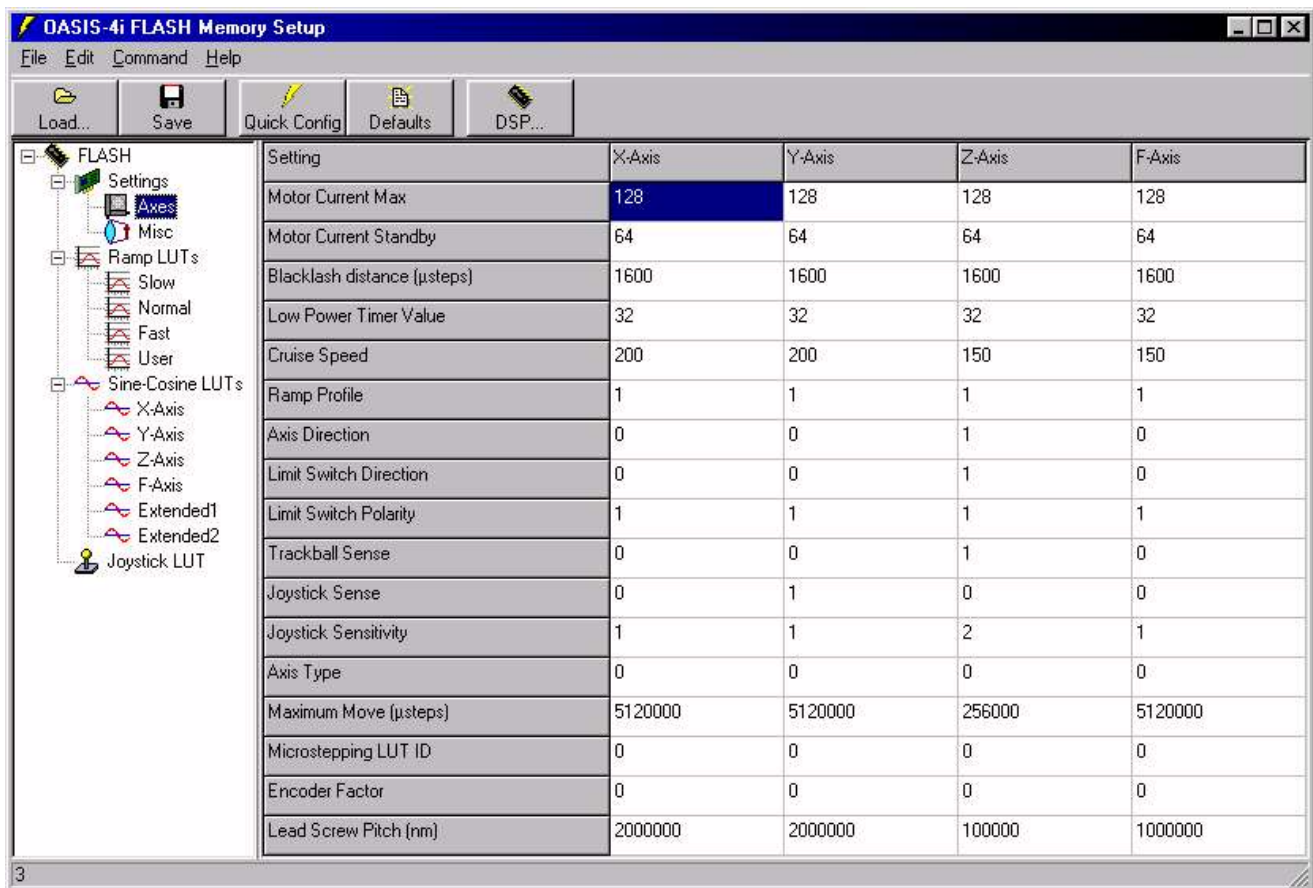 OASIS-4i FLASH Memory Setup
File Edit Command Help
Load... Save Quick Config Defaults DSP...
FLASH
Settings
Axes
Misc
Ramp LUTs
Slow
Normal
Fast
User
Sine-Cosine LUTs
X-Axis
Y-Axis
Z-Axis
F-Axis
Extended1
Extended2
Joystick LUT
Setting X-Axis Y-Axis Z-Axis F-Axis
Motor Current Max 128 128 128 128
Motor Current Standby 64 64 64 64
Blacklash distance (µsteps) 1600 1600 1600 1600
Low Power Timer Value 32 32 32 32
Cruise Speed 200 200 150 150
Ramp Profile 1 1 1 1
Axis Direction 0 0 1 0
Limit Switch Direction 0 0 1 0
Limit Switch Polarity 1 1 1 1
Trackball Sense 0 0 1 0
Joystick Sense 0 1 0 0
Joystick Sensitivity 1 1 2 1
Axis Type 0 0 0 0
Maximum Move (µsteps) 5120000 5120000 256000 5120000
Microstepping LUT ID 0 0 0 0
Encoder Factor 0 0 0 0
Lead Screw Pitch (nm) 2000000 2000000 100000 1000000
3